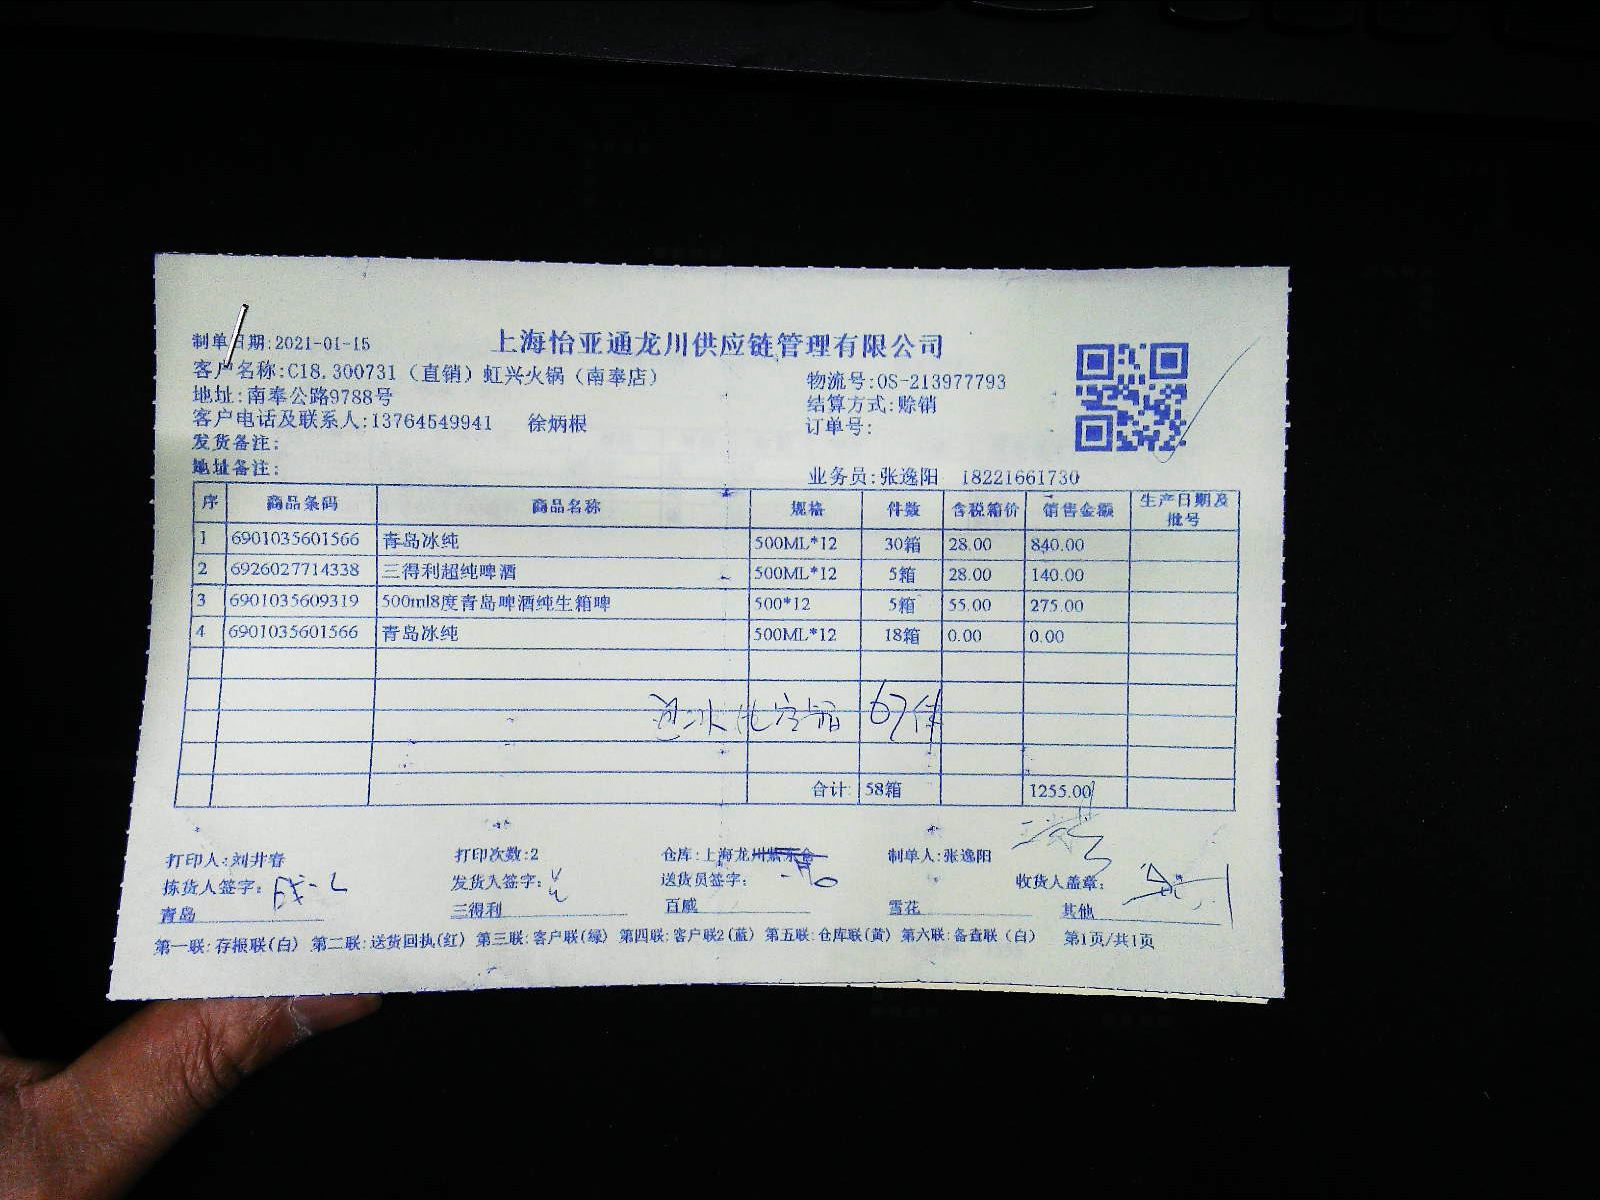 上海怡亚通龙川供应链管理有限公司
制单日期:2021-01-15
客户名称:C18.300731（直销）虹兴火锅（南奉店）
物流号:OS-213977793
地址:南奉公路9788号
结算方式:赊销
客户电话及联系人:13764549941 徐炳根
订单号:
发货备注:
地址备注:
业务员:张逸阳 18221661730
序 商品条码 商品名称 规格 件数 含税箱价 销售金额 生产日期及批号
1 6901035601566 青岛冰纯 500ML*12 30箱 28.00 840.00
2 6926027714338 三得利超纯啤酒 500ML*12 5箱 28.00 140.00
3 6901035609319 500ml8度青岛啤酒纯生箱啤 500*12 5箱 55.00 275.00
4 6901035601566 青岛冰纯 500ML*12 18箱 0.00 0.00
冰纯空瓶 67件
合计: 58箱 1255.00
打印人:刘井春 打印次数:2 仓库:上海龙川 制单人:张逸阳
拣货人签字: 发货人签字: 送货员签字: 收货人盖章:
青岛 三得利 百威 雪花 其他
第一联:存根联(白) 第二联:送货回执(红) 第三联:客户联(绿) 第四联:客户联2(蓝) 第五联:仓库联(黄) 第六联:备查联（白） 第1页/共1页